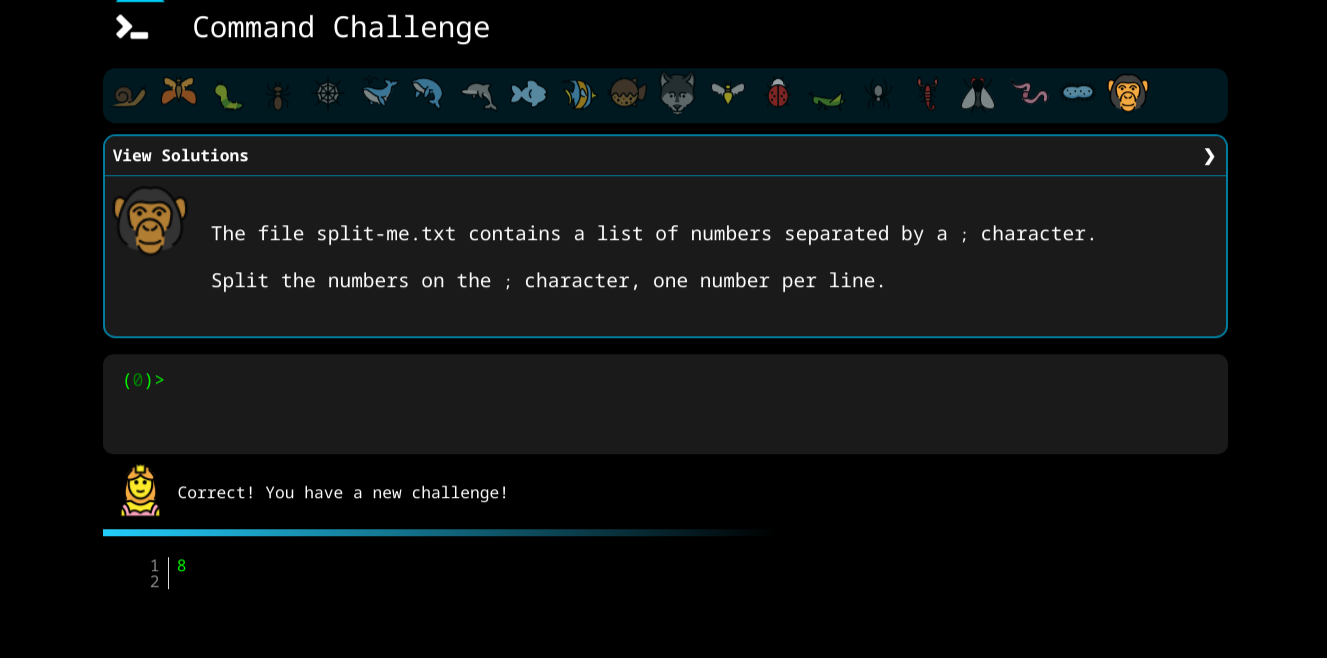 Command Challenge
View Solutions ❯
The file split-me.txt contains a list of numbers separated by a ; character.
Split the numbers on the ; character, one number per line.
(0)>
Correct! You have a new challenge!
1 8
2